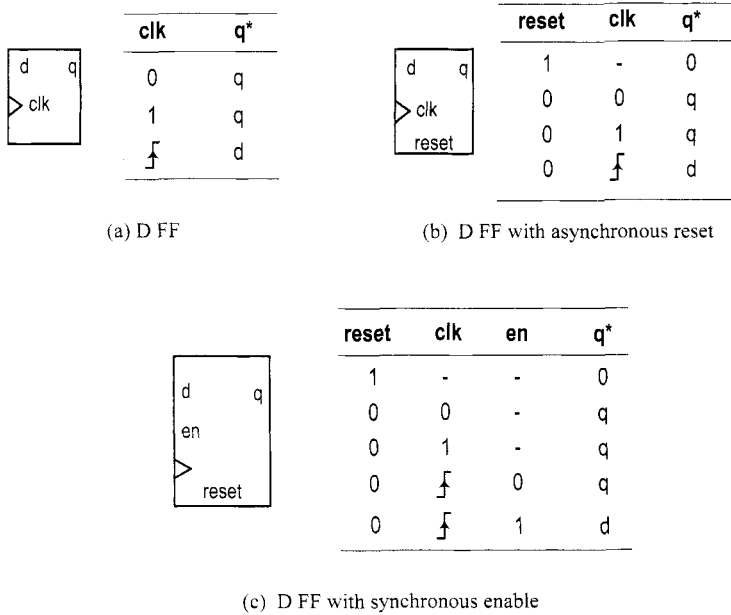 clk q*
d q
clk
0 q
1 q
d
(a) D FF
reset clk q*
d q
clk
reset
1 - 0
0 0 q
0 1 q
0 d
(b) D FF with asynchronous reset
reset clk en q*
d q
en
reset
1 - - 0
0 0 - q
0 1 - q
0 0 q
0 1 d
(c) D FF with synchronous enable